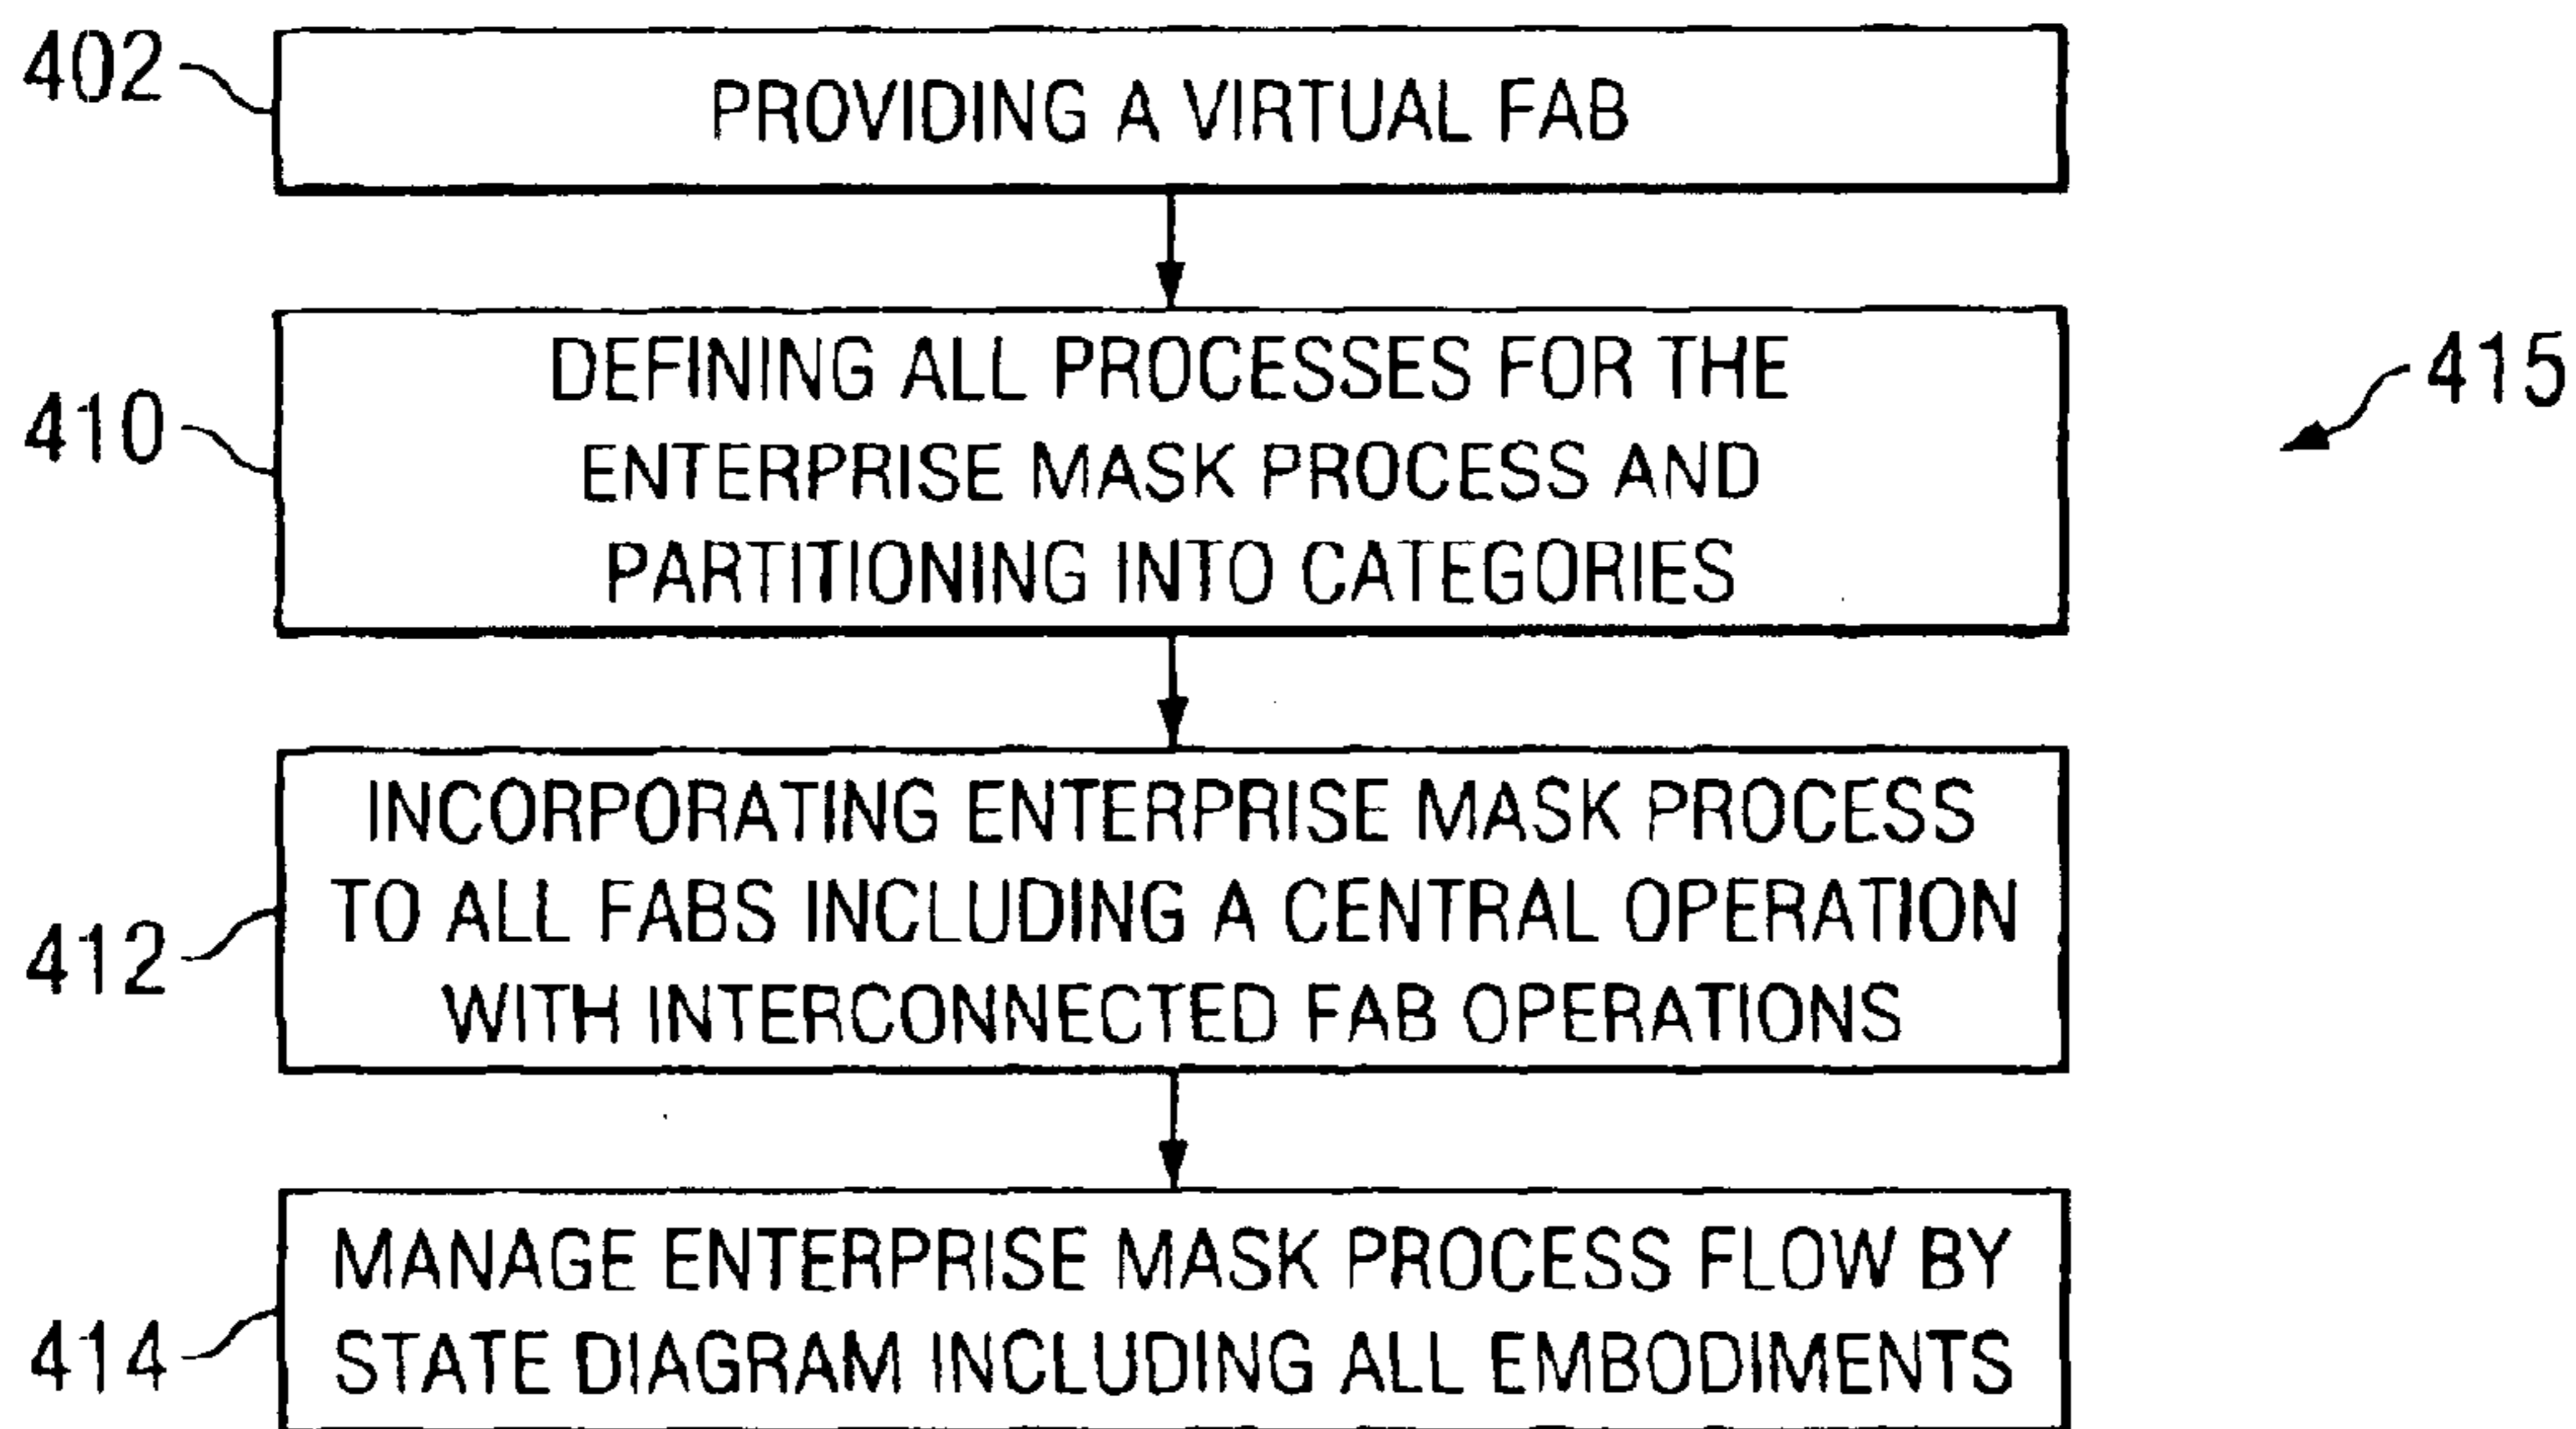 402
PROVIDING A VIRTUAL FAB
410
DEFINING ALL PROCESSES FOR THE
ENTERPRISE MASK PROCESS AND
PARTITIONING INTO CATEGORIES
415
412
INCORPORATING ENTERPRISE MASK PROCESS
TO ALL FABS INCLUDING A CENTRAL OPERATION
WITH INTERCONNECTED FAB OPERATIONS
414
MANAGE ENTERPRISE MASK PROCESS FLOW BY
STATE DIAGRAM INCLUDING ALL EMBODIMENTS